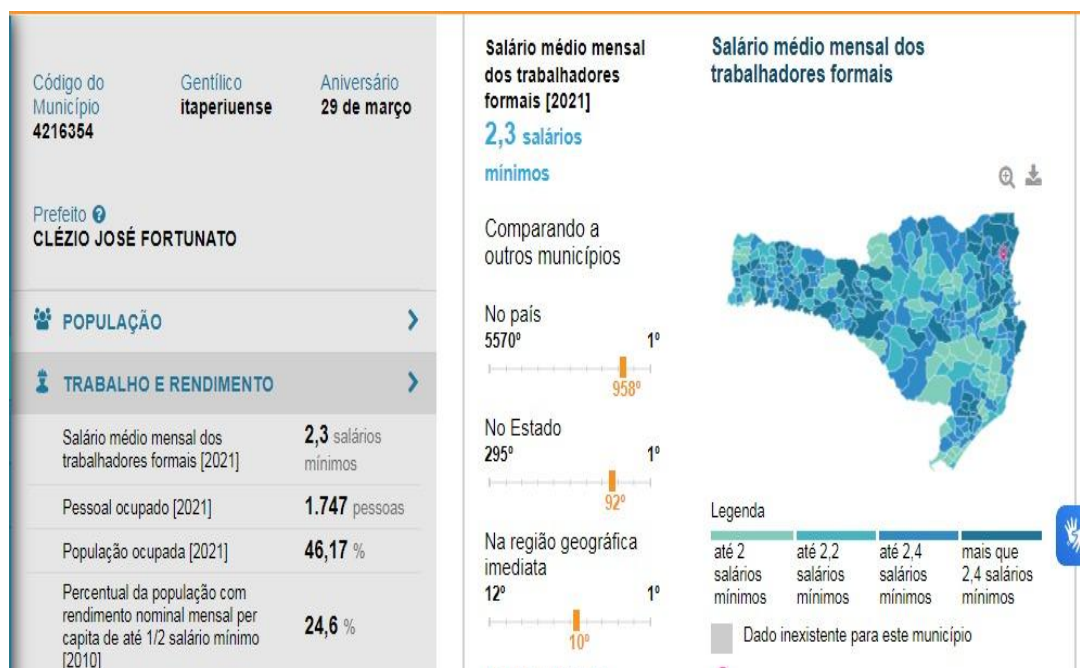 Código do
Município
4216354
Gentílico
itaperiuense
Aniversário
29 de março
Prefeito
CLÉZIO JOSÉ FORTUNATO
POPULAÇÃO
TRABALHO E RENDIMENTO
Salário médio mensal dos
trabalhadores formais [2021]
2,3 salários
mínimos
Pessoal ocupado [2021]
1.747 pessoas
População ocupada [2021]
46,17 %
Percentual da população com
rendimento nominal mensal per
capita de até 1/2 salário mínimo
[2010]
24,6 %
Salário médio mensal
dos trabalhadores
formais [2021]
2,3 salários
mínimos
Comparando a
outros municípios
No país
5570º 1º
958º
No Estado
295º 1º
92º
Na região geográfica
imediata
12º 1º
10º
Salário médio mensal dos
trabalhadores formais
Legenda
até 2
salários
mínimos
até 2,2
salários
mínimos
até 2,4
salários
mínimos
mais que
2,4 salários
mínimos
Dado inexistente para este município